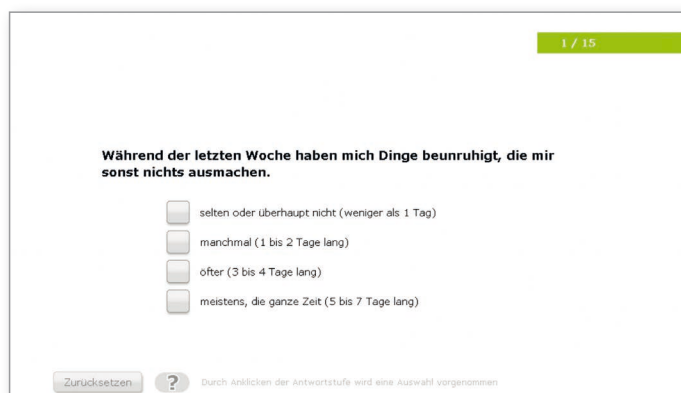 1 / 15
Während der letzten Woche haben mich Dinge beunruhigt, die mir
sonst nichts ausmachen.
selten oder überhaupt nicht (weniger als 1 Tag)
manchmal (1 bis 2 Tage lang)
öfter (3 bis 4 Tage lang)
meistens, die ganze Zeit (5 bis 7 Tage lang)
Zurücksetzen ? Durch Anklicken der Antwortstufe wird eine Auswahl vorgenommen